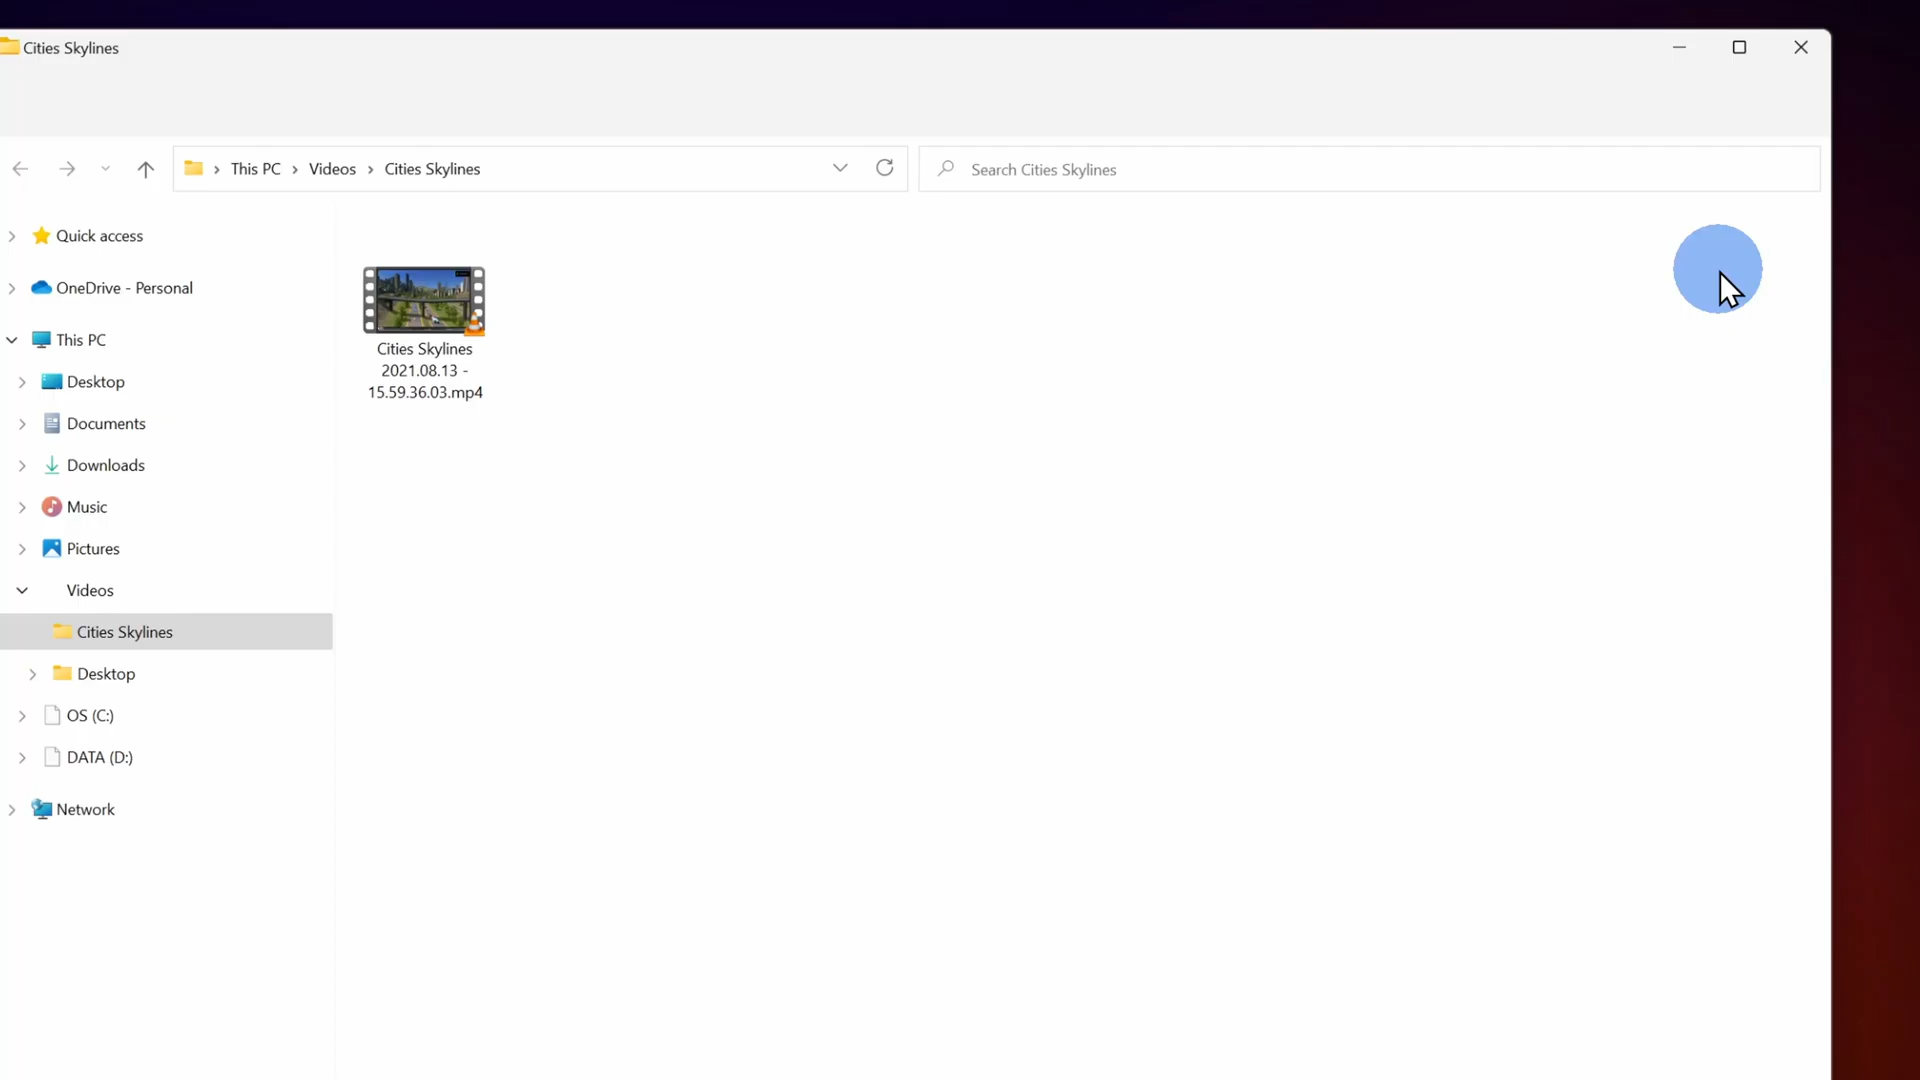 Cities Skylines
This PC
Videos
Cities Skylines
Search Cities Skylines
Quick access
OneDrive - Personal
This PC
Desktop
Documents
Downloads
Music
Pictures
Videos
Cities Skylines
Desktop
OS (C:)
DATA (D:)
Network
Cities Skylines
2021.08.13 -
15.59.36.03.mp4